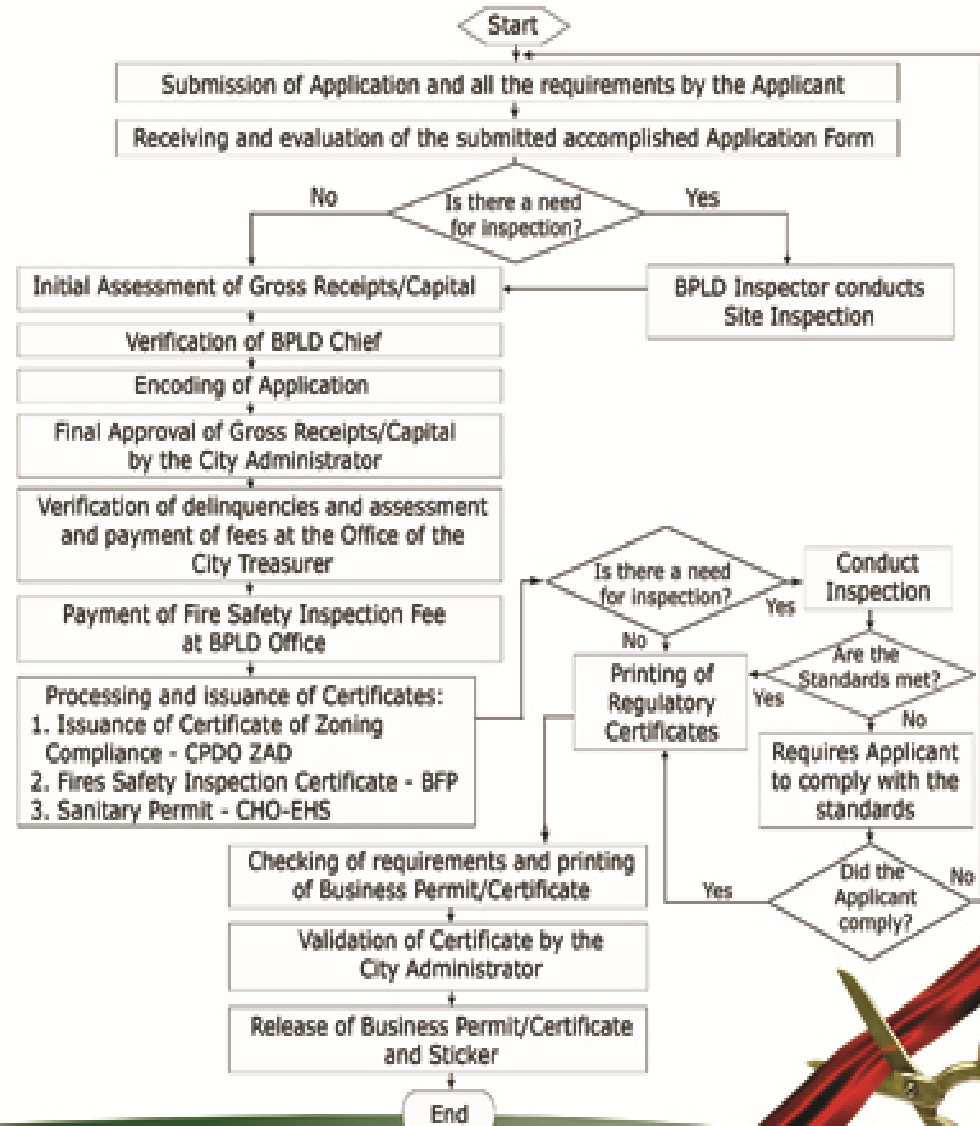 Start
Submission of Application and all the requirements by the Applicant
Receiving and evaluation of the submitted accomplished Application Form
Is there a need
for inspection?
No
Yes
Initial Assessment of Gross Receipts/Capital
BPLD Inspector conducts
Site Inspection
Verification of BPLD Chief
Encoding of Application
Final Approval of Gross Receipts/Capital
by the City Administrator
Verification of delinquencies and assessment
and payment of fees at the Office of the
City Treasurer
Payment of Fire Safety Inspection Fee
at BPLD Office
Processing and issuance of Certificates:
1. Issuance of Certificate of Zoning
Compliance - CPDO ZAD
2. Fires Safety Inspection Certificate - BFP
3. Sanitary Permit - CHO-EHS
Is there a need
for inspection?
Yes
No
Conduct
Inspection
Are the
Standards met?
Yes
No
Printing of
Regulatory
Certificates
Requires Applicant
to comply with the
standards
Did the
Applicant
comply?
Yes
No
Checking of requirements and printing
of Business Permit/Certificate
Validation of Certificate by the
City Administrator
Release of Business Permit/Certificate
and Sticker
End